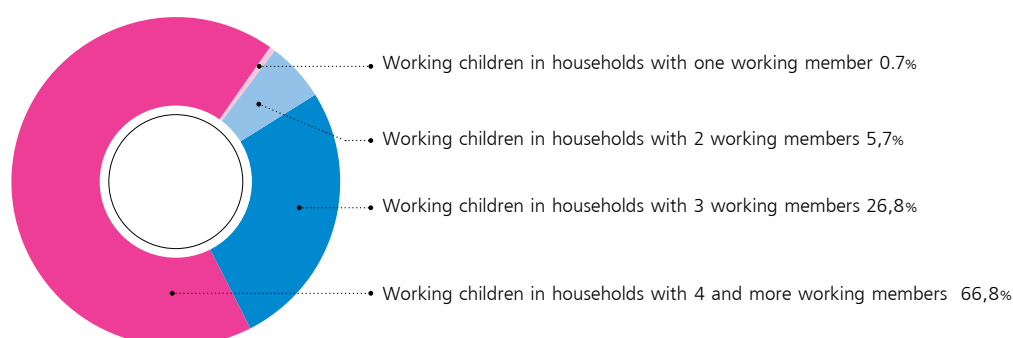 Working children in households with one working member 0.7%
Working children in households with 2 working members 5,7%
Working children in households with 3 working members 26,8%
Working children in households with 4 and more working members 66,8%